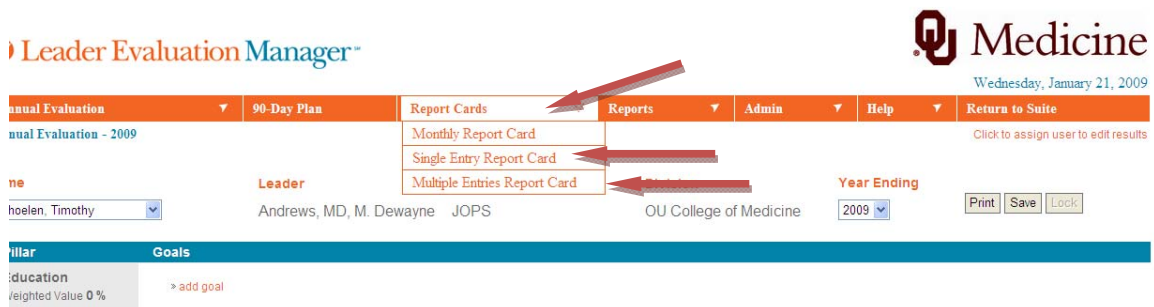 Leader Evaluation Manager℠
OU Medicine
Wednesday, January 21, 2009
nnual Evaluation 90-Day Plan Report Cards Reports Admin Help Return to Suite
nnual Evaluation - 2009
Monthly Report Card
Click to assign user to edit results
Single Entry Report Card
Multiple Entries Report Card
me Leader Year Ending
hoelen, Timothy Andrews, MD, M. Dewayne JOPS OU College of Medicine 2009 Print Save Lock
Pillar Goals
Education
Weighted Value 0 %
» add goal